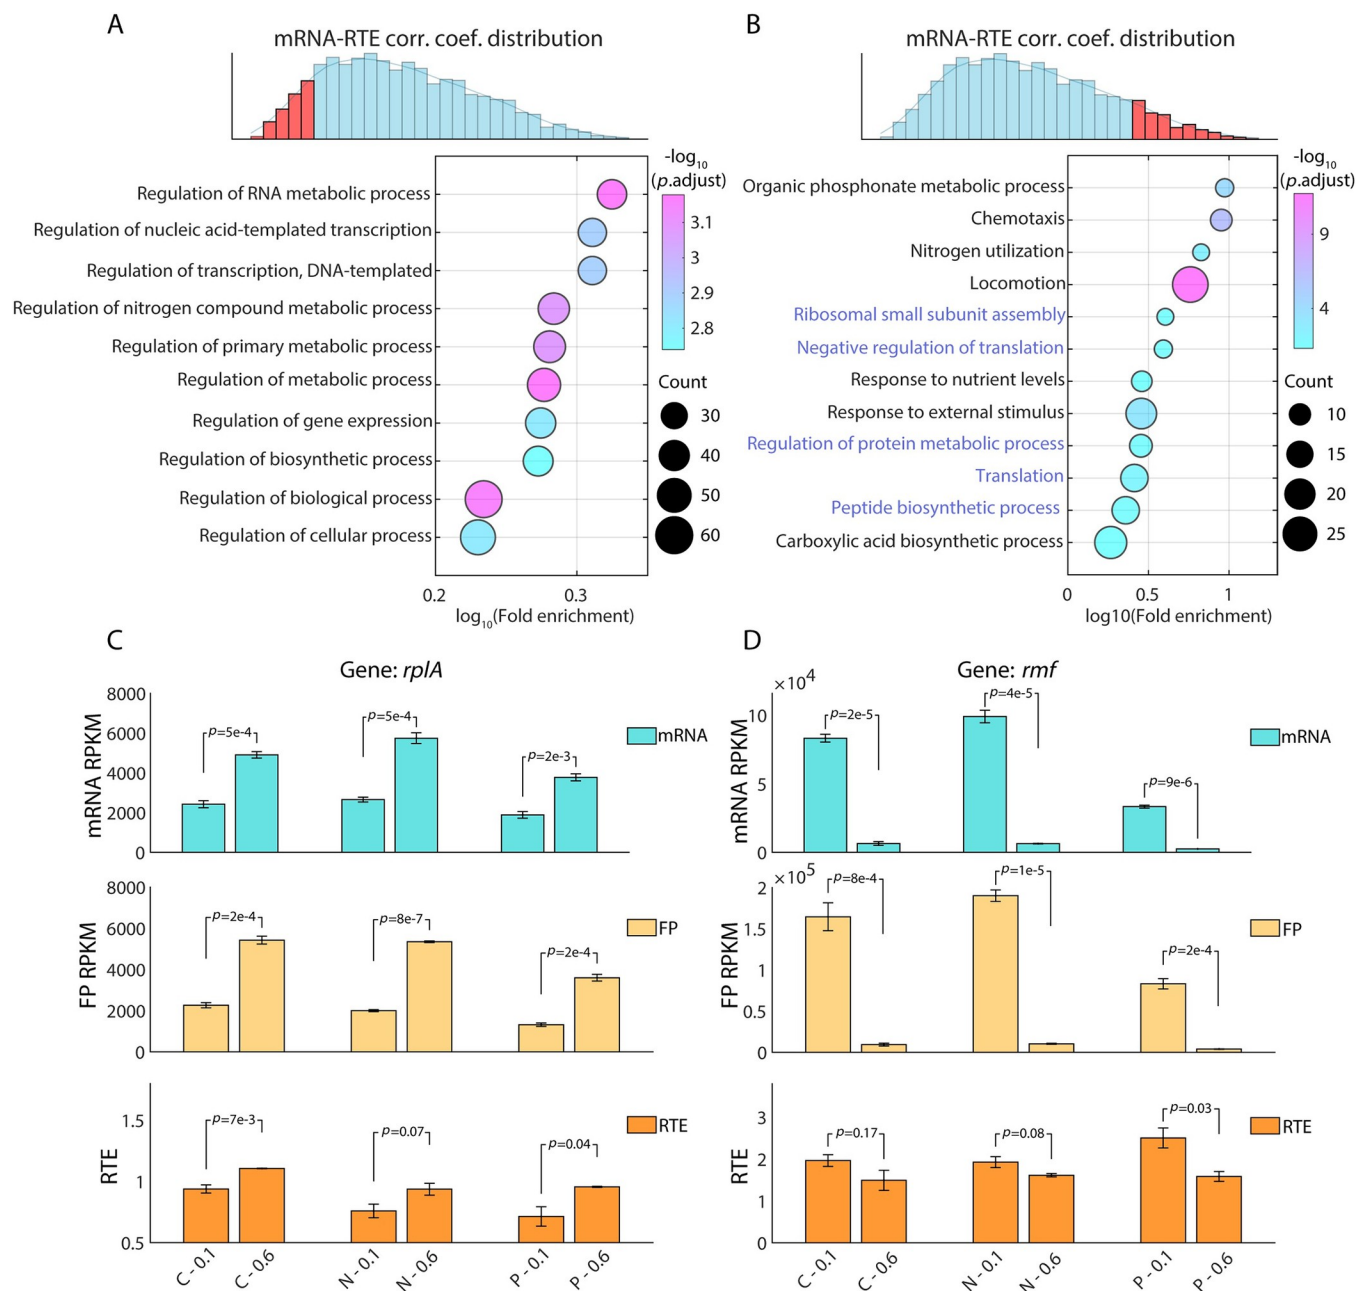 A
mRNA-RTE corr. coef. distribution
Regulation of RNA metabolic process
Regulation of nucleic acid-templated transcription
Regulation of transcription, DNA-templated
Regulation of nitrogen compound metabolic process
Regulation of primary metabolic process
Regulation of metabolic process
Regulation of gene expression
Regulation of biosynthetic process
Regulation of biological process
Regulation of cellular process
0.2
0.3
log10(Fold enrichment)
-log10
(p.adjust)
3.1
3
2.9
2.8
Count
30
40
50
60
B
mRNA-RTE corr. coef. distribution
Organic phosphonate metabolic process
Chemotaxis
Nitrogen utilization
Locomotion
Ribosomal small subunit assembly
Negative regulation of translation
Response to nutrient levels
Response to external stimulus
Regulation of protein metabolic process
Translation
Peptide biosynthetic process
Carboxylic acid biosynthetic process
0
0.5
1
log10(Fold enrichment)
-log10
(p.adjust)
9
4
Count
10
15
20
25
C
Gene: rplA
mRNA RPKM
8000
6000
4000
2000
0
p=5e-4
p=5e-4
p=2e-3
mRNA
FP RPKM
8000
6000
4000
2000
0
p=2e-4
p=8e-7
p=2e-4
FP
RTE
1.5
1
0.5
p=7e-3
p=0.07
p=0.04
RTE
C - 0.1
C - 0.6
N - 0.1
N - 0.6
P - 0.1
P - 0.6
D
Gene: rmf
×10^4
mRNA RPKM
10
5
0
p=2e-5
p=4e-5
p=9e-6
mRNA
×10^5
FP RPKM
2
1.5
1
0.5
0
p=8e-4
p=1e-5
p=2e-4
FP
RTE
3
2
1
0
p=0.17
p=0.08
p=0.03
RTE
C - 0.1
C - 0.6
N - 0.1
N - 0.6
P - 0.1
P - 0.6